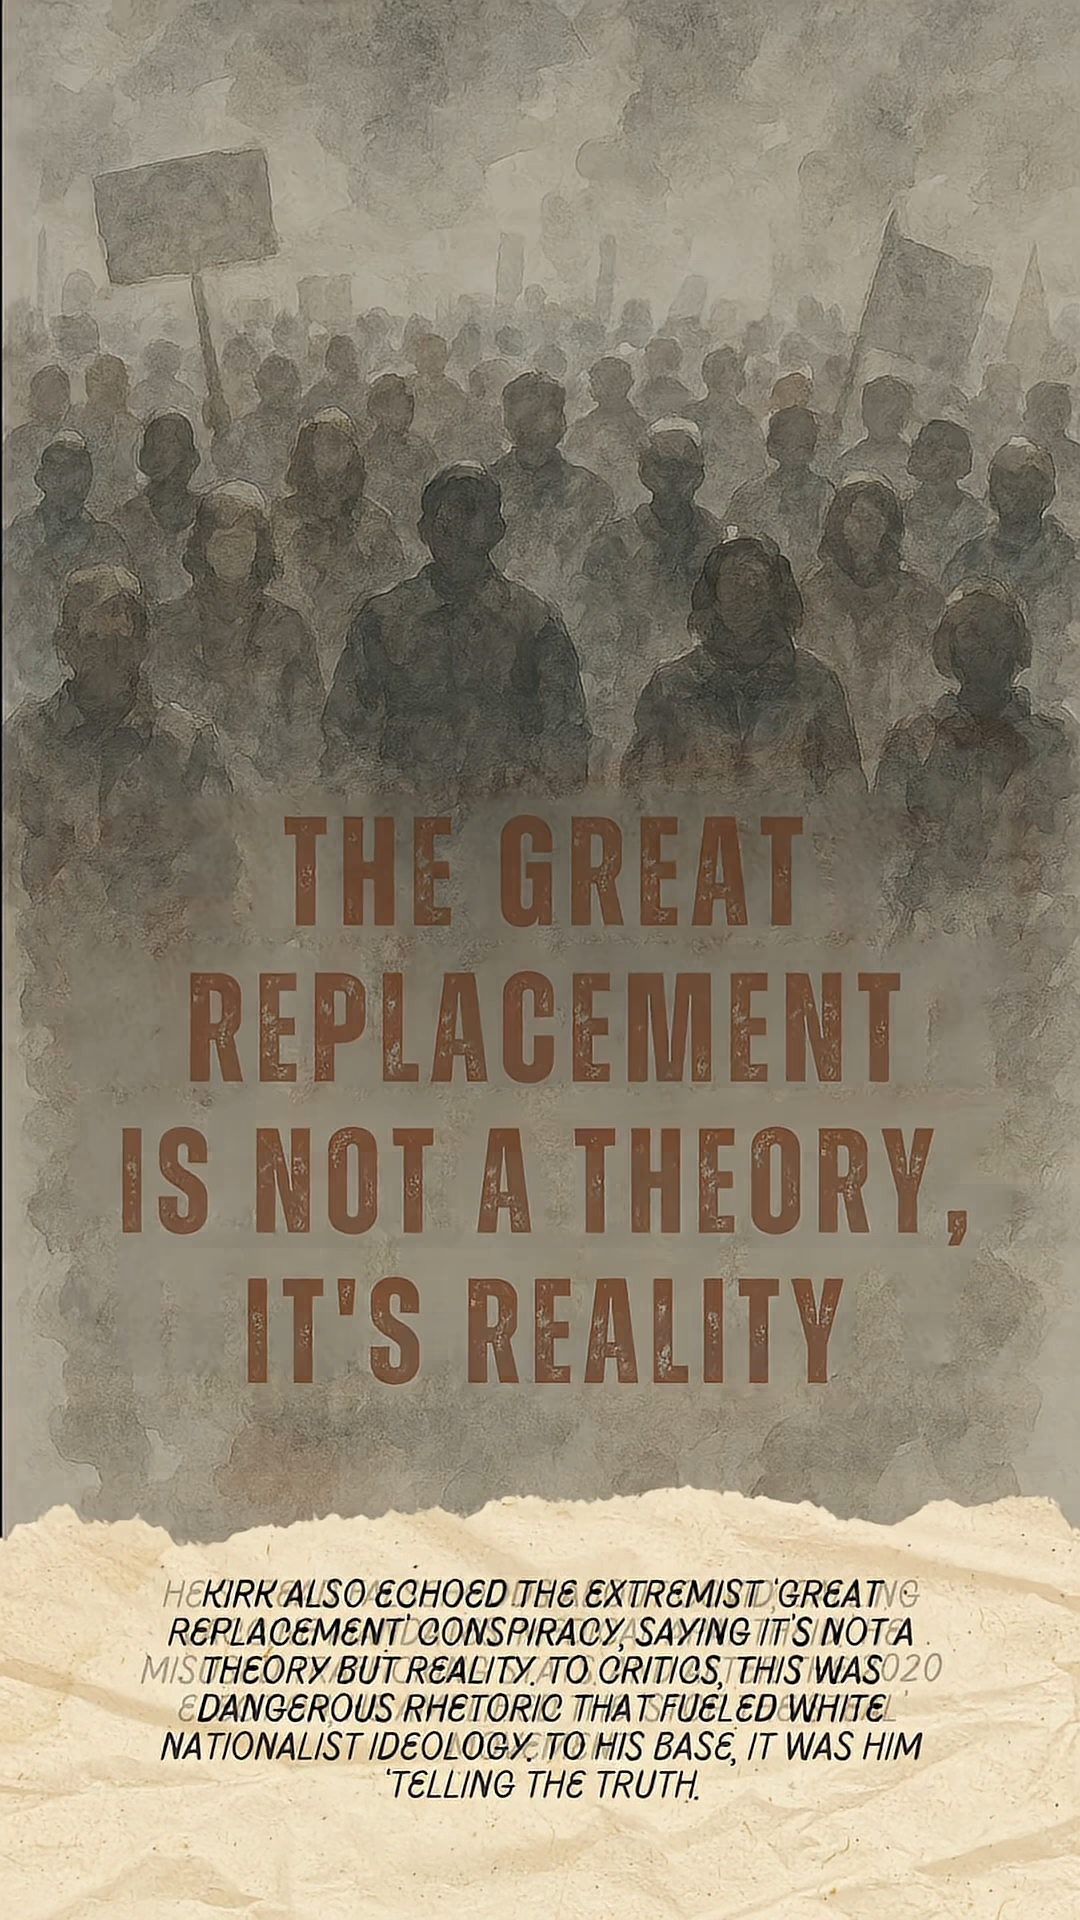 THE GREAT
REPLACEMENT
IS NOT A THEORY,
IT'S REALITY
KIRK ALSO ECHOED THE EXTREMIST 'GREAT
REPLACEMENT' CONSPIRACY, SAYING IT'S NOT A
THEORY BUT REALITY. TO CRITICS, THIS WAS
DANGEROUS RHETORIC THAT FUELED WHITE
NATIONALIST IDEOLOGY. TO HIS BASE, IT WAS HIM
'TELLING THE TRUTH.